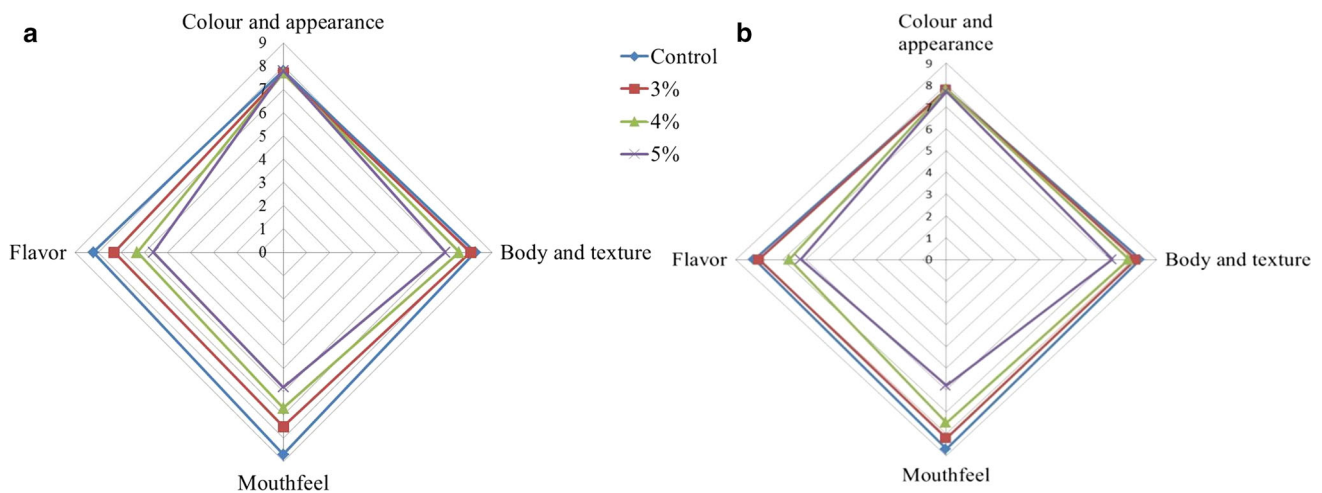 a
Colour and appearance
9
8
7
6
5
4
3
2
1
0
Flavor
Body and texture
Mouthfeel
Control
3%
4%
5%
b
Colour and
appearance
9
8
7
6
5
4
3
2
1
0
Flavor
Body and texture
Mouthfeel